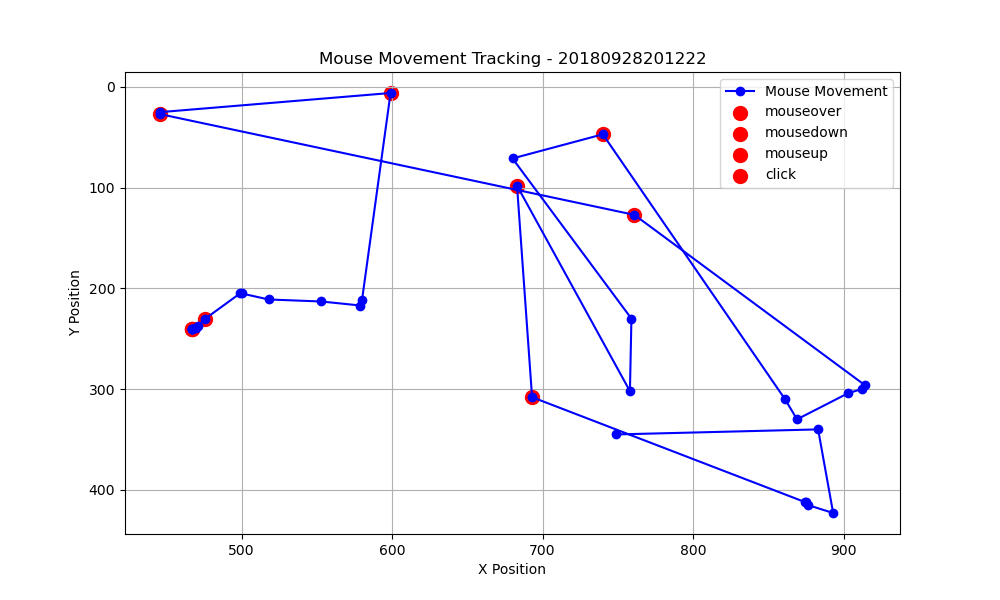 Mouse Movement Tracking - 20180928201222
Mouse Movement
mouseover
mousedown
mouseup
click
0
100
200
300
400
Y Position
500
600
700
800
900
X Position